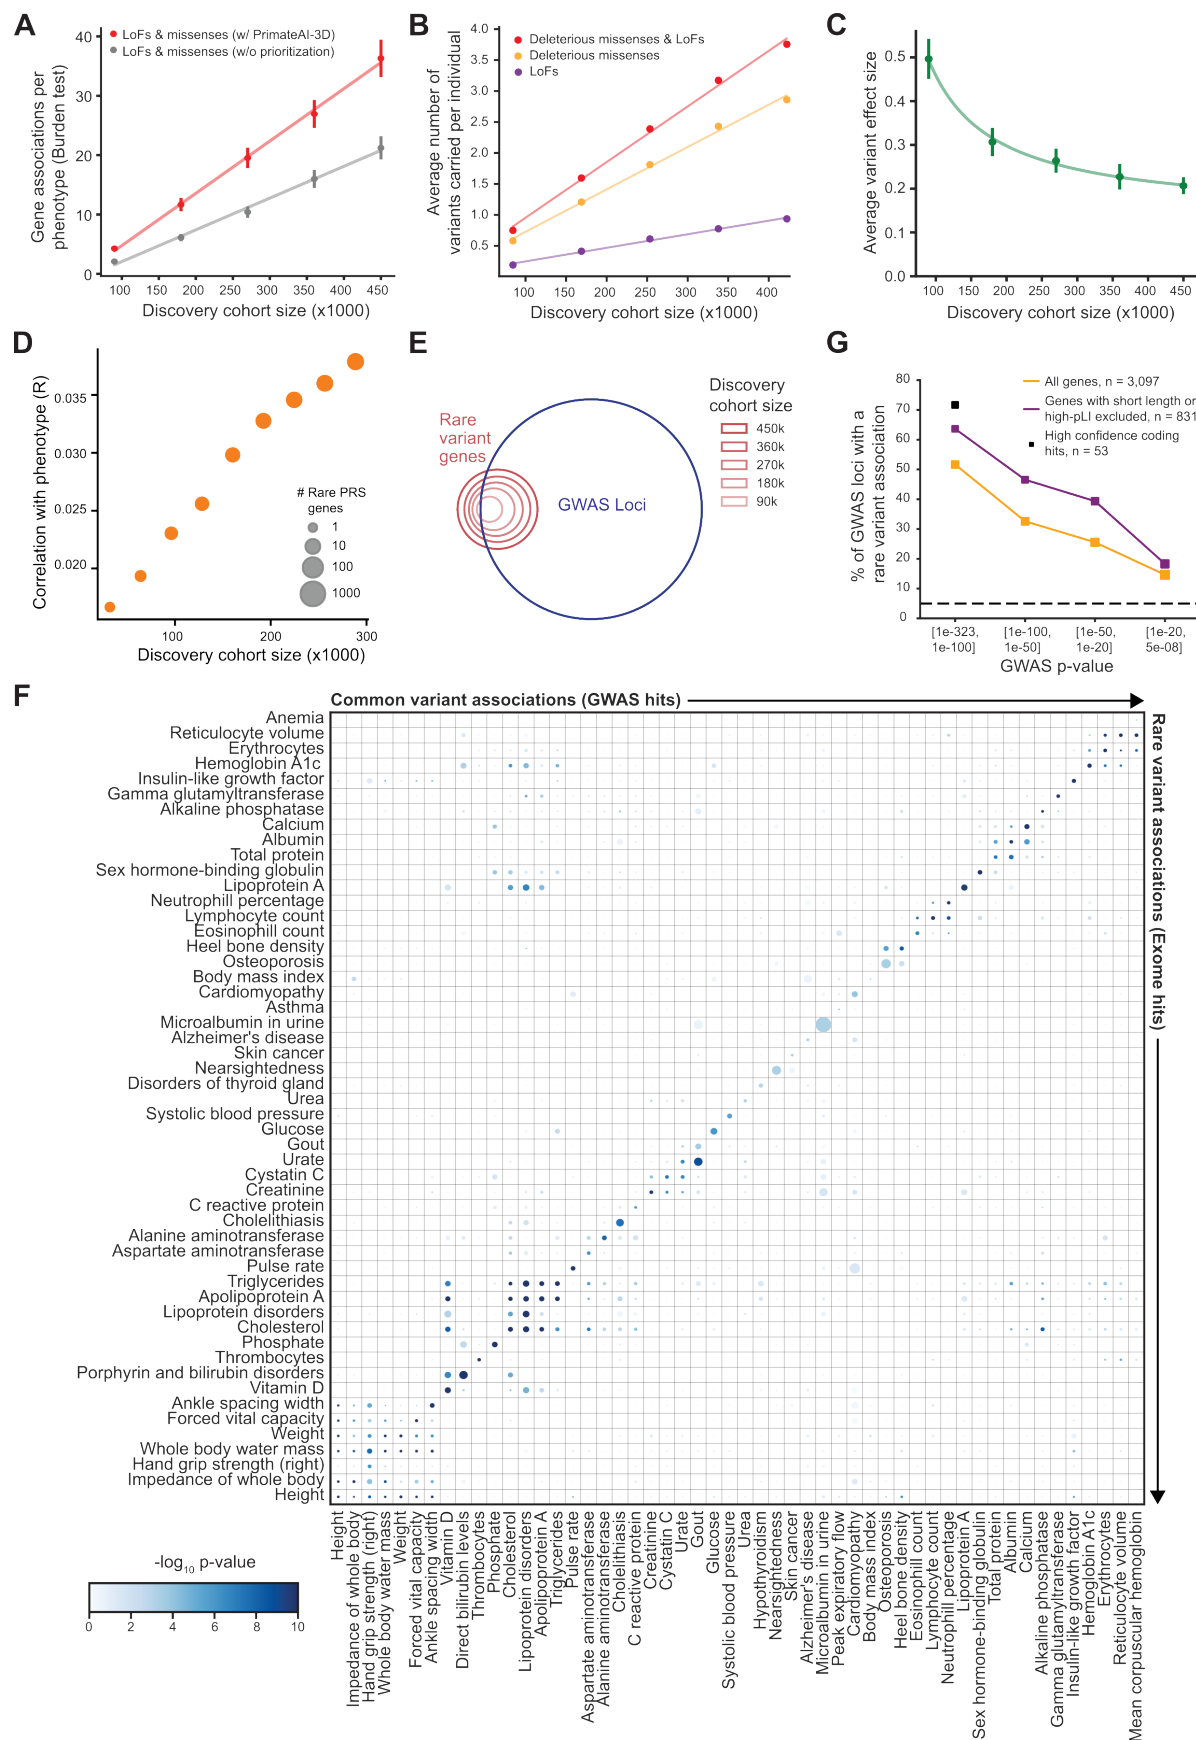 A
LoFs & missenses (w/ PrimateAI-3D)
LoFs & missenses (w/o prioritization)
Gene associations per
phenotype (Burden test)
40
30
20
10
0
100
150
200
250
300
350
400
450
Discovery cohort size (x1000)
B
Deleterious missenses & LoFs
Deleterious missenses
LoFs
Average number of
variants carried per individual
4.0
3.5
3.0
2.5
2.0
1.5
1.0
0.5
100
150
200
250
300
350
400
Discovery cohort size (x1000)
C
Average variant effect size
0.5
0.4
0.3
0.2
0.1
0.0
100
150
200
250
300
350
400
450
Discovery cohort size (x1000)
D
Correlation with phenotype (R)
0.035
0.030
0.025
0.020
# Rare PRS
genes
1
10
100
1000
100
200
300
Discovery cohort size (x1000)
E
Rare
variant
genes
GWAS Loci
Discovery
cohort size
450k
360k
270k
180k
90k
G
All genes, n = 3,097
Genes with short length or
high-pLI excluded, n = 831
High confidence coding
hits, n = 53
% of GWAS loci with a
rare variant association
80
70
60
50
40
30
20
10
0
[1e-323,
1e-100]
[1e-100,
1e-50]
[1e-50,
1e-20]
[1e-20,
5e-08]
GWAS p-value
F
Common variant associations (GWAS hits)
Rare variant associations (Exome hits)
Anemia
Reticulocyte volume
Erythrocytes
Hemoglobin A1c
Insulin-like growth factor
Gamma glutamyltransferase
Alkaline phosphatase
Calcium
Albumin
Total protein
Sex hormone-binding globulin
Lipoprotein A
Neutrophill percentage
Lymphocyte count
Eosinophill count
Heel bone density
Osteoporosis
Body mass index
Cardiomyopathy
Asthma
Microalbumin in urine
Alzheimer's disease
Skin cancer
Nearsightedness
Disorders of thyroid gland
Urea
Systolic blood pressure
Glucose
Gout
Urate
Cystatin C
Creatinine
C reactive protein
Cholelithiasis
Alanine aminotransferase
Aspartate aminotransferase
Pulse rate
Triglycerides
Apolipoprotein A
Lipoprotein disorders
Cholesterol
Phosphate
Thrombocytes
Porphyrin and bilirubin disorders
Vitamin D
Ankle spacing width
Forced vital capacity
Weight
Whole body water mass
Hand grip strength (right)
Impedance of whole body
Height
Height
Impedance of whole body
Hand grip strength (right)
Whole body water mass
Weight
Forced vital capacity
Ankle spacing width
Vitamin D
Direct bilirubin levels
Thrombocytes
Phosphate
Cholesterol
Lipoprotein disorders
Apolipoprotein A
Triglycerides
Pulse rate
Aspartate aminotransferase
Alanine aminotransferase
Cholelithiasis
C reactive protein
Creatinine
Cystatin C
Urate
Gout
Glucose
Systolic blood pressure
Urea
Hypothyroidism
Nearsightedness
Skin cancer
Alzheimer's disease
Microalbumin in urine
Peak expiratory flow
Cardiomyopathy
Body mass index
Osteoporosis
Heel bone density
Eosinophill count
Lymphocyte count
Neutrophill percentage
Lipoprotein A
Sex hormone-binding globulin
Total protein
Albumin
Calcium
Alkaline phosphatase
Gamma glutamyltransferase
Insulin-like growth factor
Hemoglobin A1c
Erythrocytes
Reticulocyte volume
Mean corpuscular hemoglobin
-log10 p-value
0
2
4
6
8
10